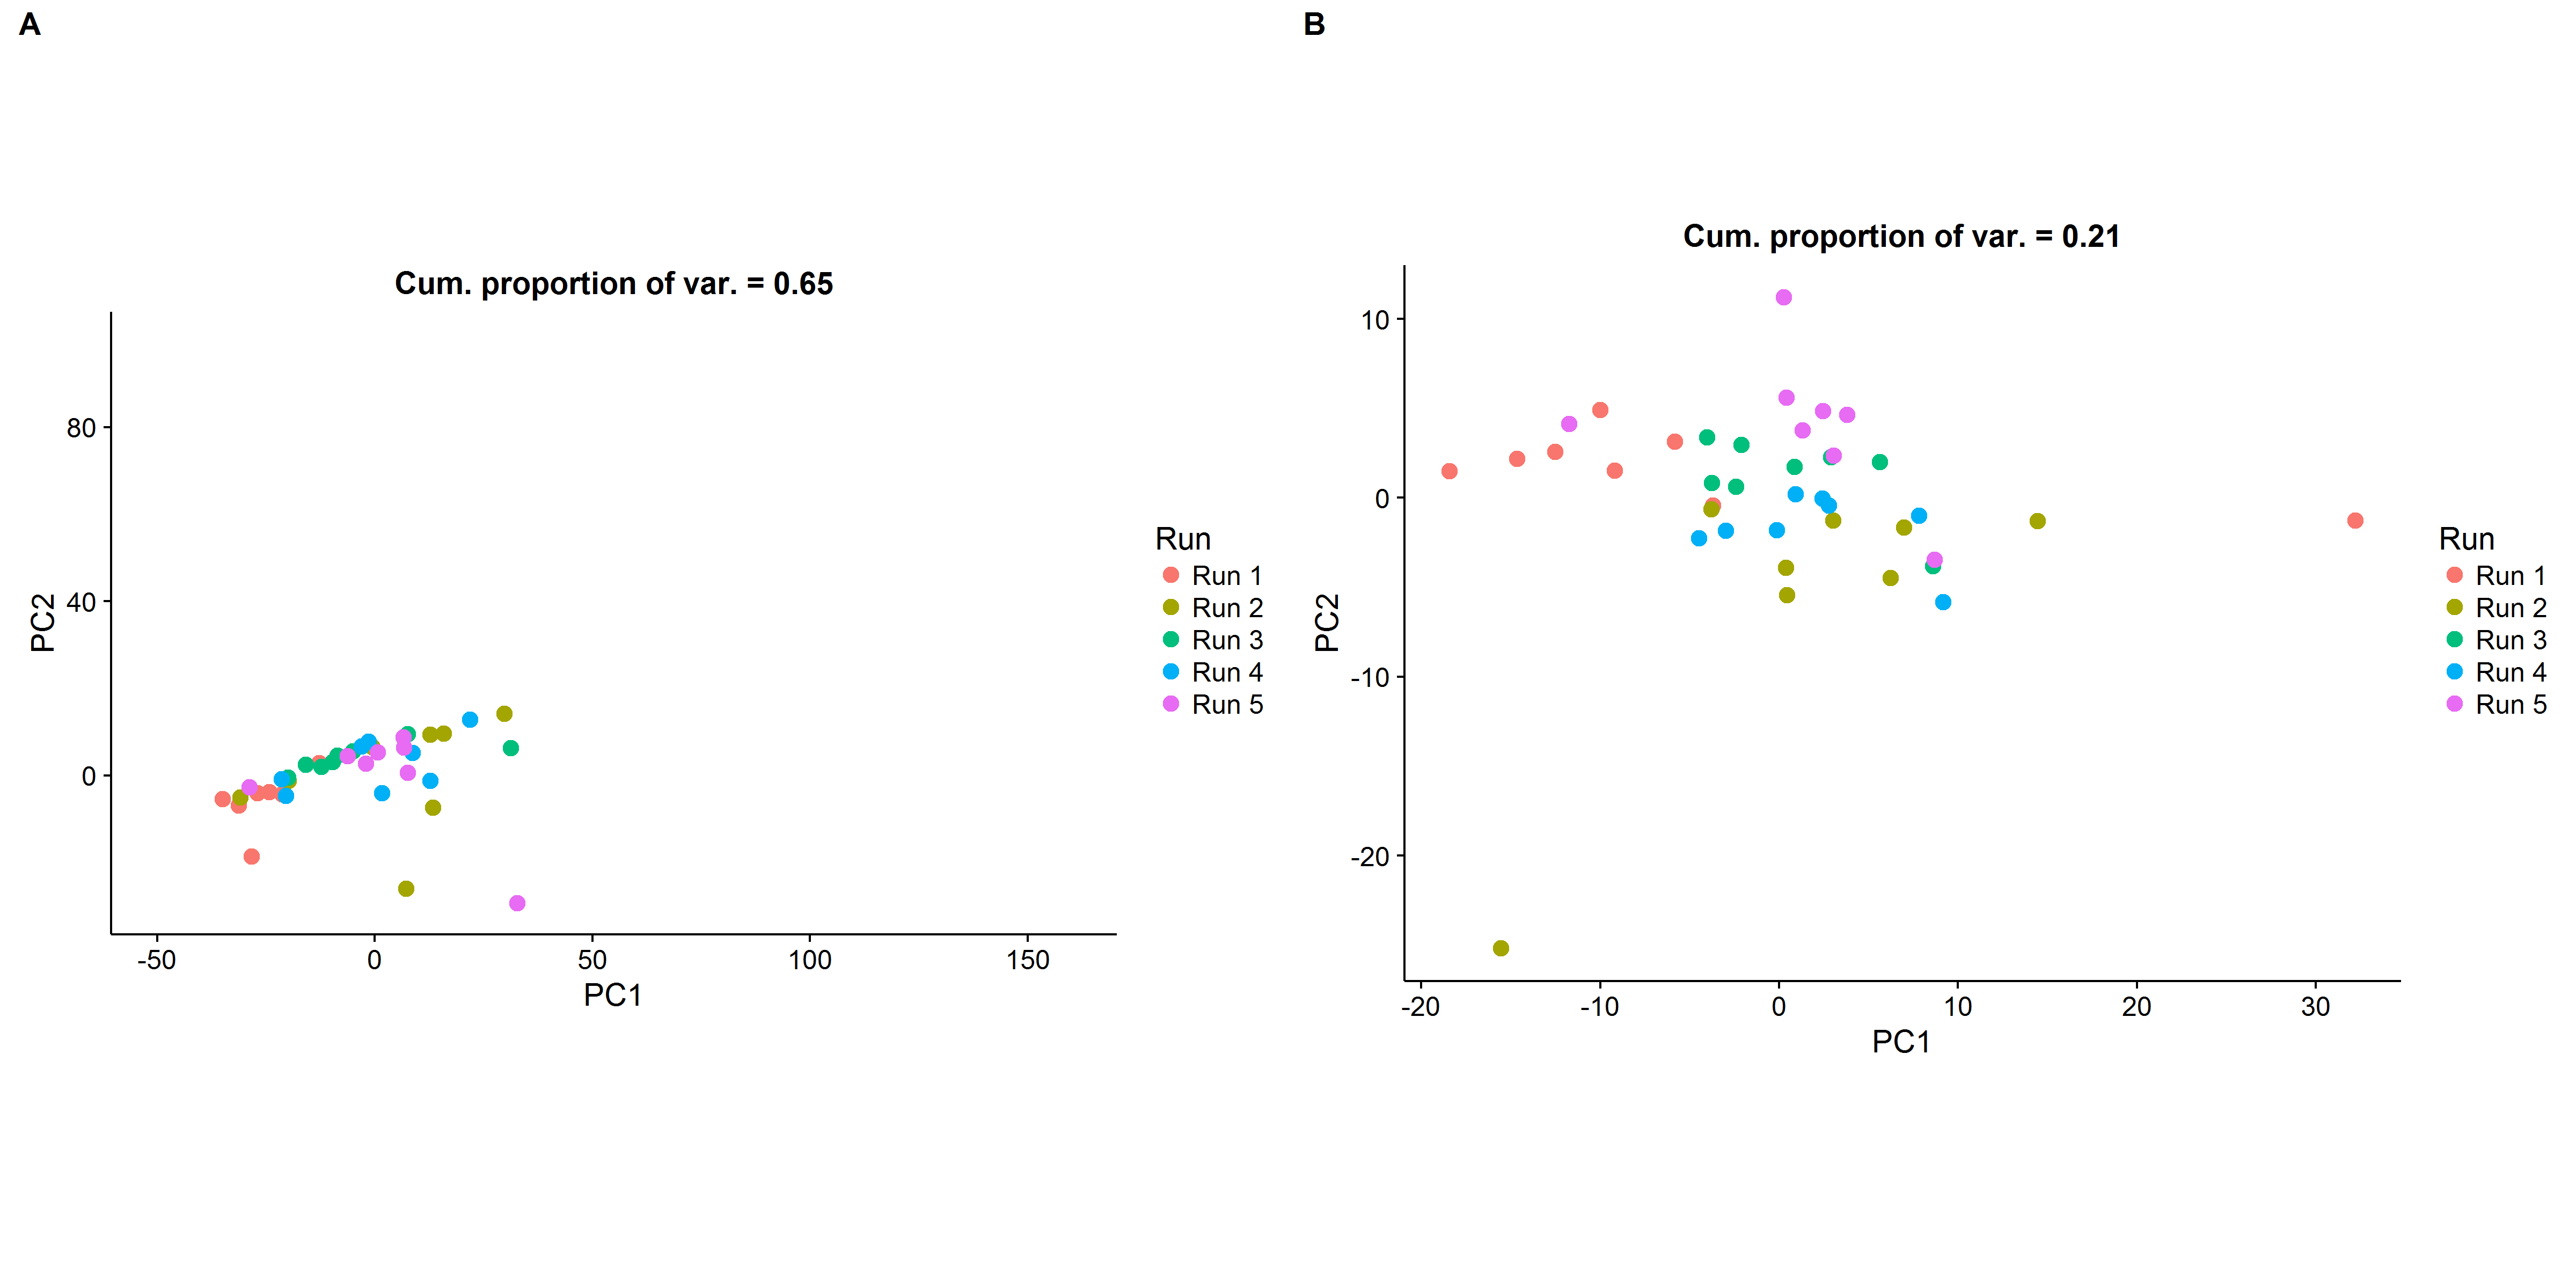 A
Cum. proportion of var. = 0.65
80
40
0
PC2
-50 0 50 100 150
PC1
Run
Run 1
Run 2
Run 3
Run 4
Run 5
B
Cum. proportion of var. = 0.21
10
0
-10
-20
PC2
-20 -10 0 10 20 30
PC1
Run
Run 1
Run 2
Run 3
Run 4
Run 5